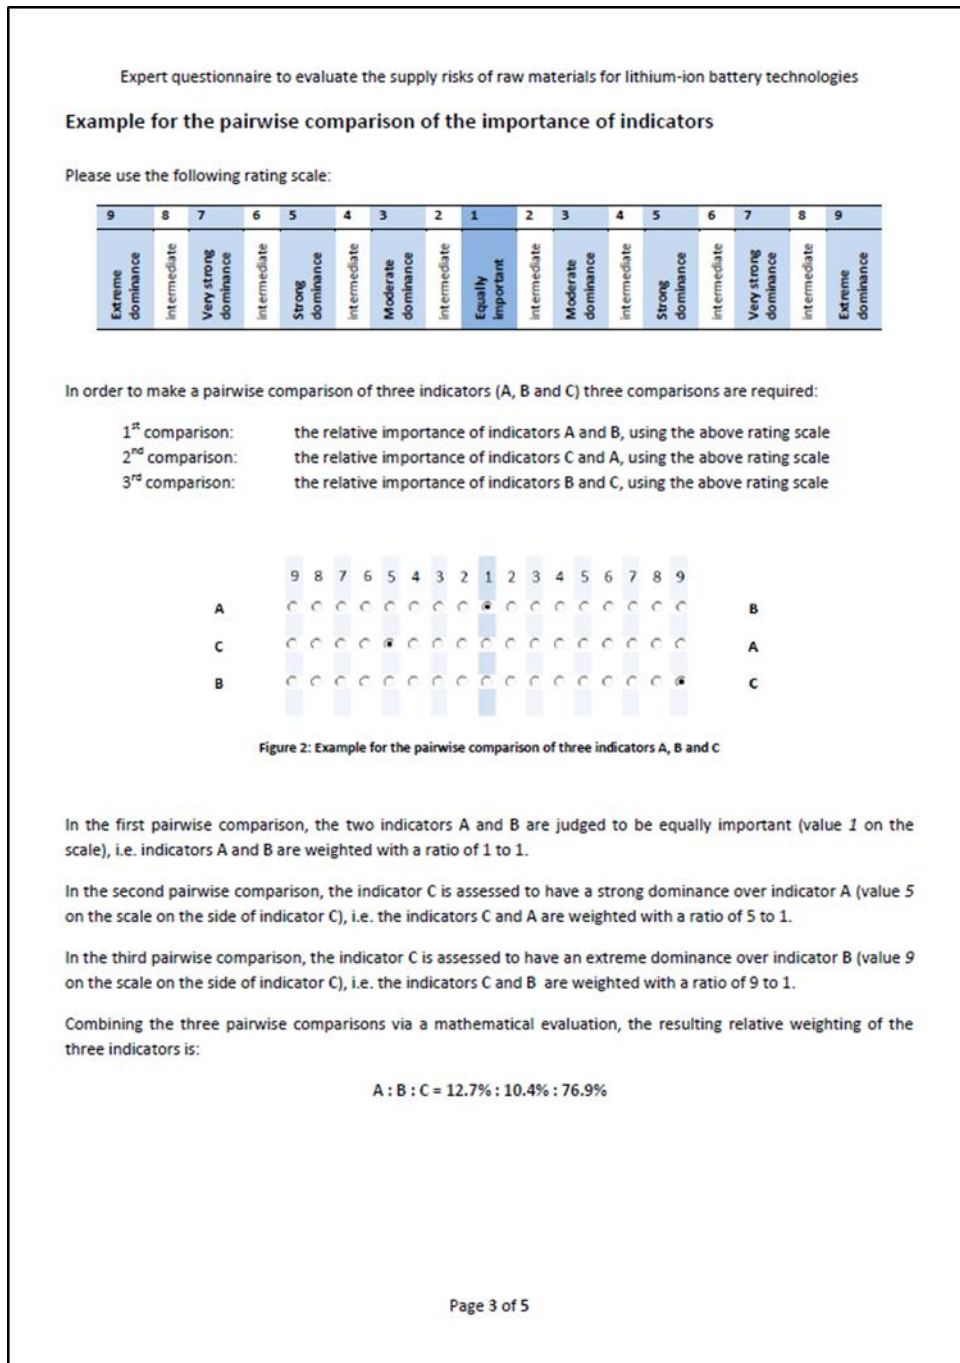 Expert questionnaire to evaluate the supply risks of raw materials for lithium-ion battery technologies
Example for the pairwise comparison of the importance of indicators
Please use the following rating scale:
9 8 7 6 5 4 3 2 1 2 3 4 5 6 7 8 9
Extreme dominance intermediate Very strong dominance intermediate Strong dominance intermediate Moderate dominance intermediate Equally important intermediate Moderate dominance intermediate Strong dominance intermediate Very strong dominance intermediate Extreme dominance
In order to make a pairwise comparison of three indicators (A, B and C) three comparisons are required:
1st comparison: the relative importance of indicators A and B, using the above rating scale
2nd comparison: the relative importance of indicators C and A, using the above rating scale
3rd comparison: the relative importance of indicators B and C, using the above rating scale
9 8 7 6 5 4 3 2 1 2 3 4 5 6 7 8 9
A B
C A
B C
Figure 2: Example for the pairwise comparison of three indicators A, B and C
In the first pairwise comparison, the two indicators A and B are judged to be equally important (value 1 on the
scale), i.e. indicators A and B are weighted with a ratio of 1 to 1.
In the second pairwise comparison, the indicator C is assessed to have a strong dominance over indicator A (value 5
on the scale on the side of indicator C), i.e. the indicators C and A are weighted with a ratio of 5 to 1.
In the third pairwise comparison, the indicator C is assessed to have an extreme dominance over indicator B (value 9
on the scale on the side of indicator C), i.e. the indicators C and B are weighted with a ratio of 9 to 1.
Combining the three pairwise comparisons via a mathematical evaluation, the resulting relative weighting of the
three indicators is:
A : B : C = 12.7% : 10.4% : 76.9%
Page 3 of 5